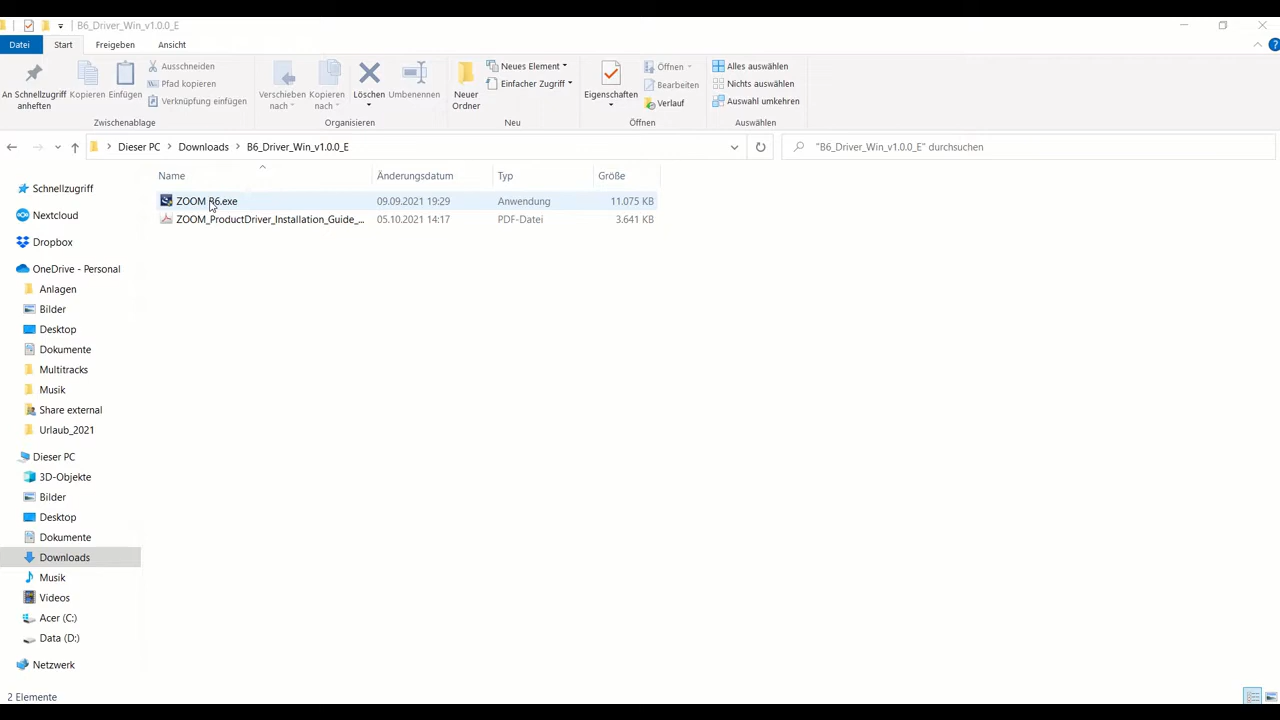 B6_Driver_Win_v1.0.0_E
Datei Start Freigeben Ansicht
An Schnellzugriff anheften
Kopieren
Einfügen
Ausschneiden
Pfad kopieren
Verknüpfung einfügen
Zwischenablage
Verschieben nach
Kopieren nach
Löschen
Umbenennen
Organisieren
Neuer Ordner
Neues Element
Einfacher Zugriff
Neu
Eigenschaften
Öffnen
Bearbeiten
Verlauf
Öffnen
Alles auswählen
Nichts auswählen
Auswahl umkehren
Auswählen
Dieser PC > Downloads > B6_Driver_Win_v1.0.0_E
"B6_Driver_Win_v1.0.0_E" durchsuchen
Name Änderungsdatum Typ Größe
ZOOM B6.exe 09.09.2021 19:29 Anwendung 11.075 KB
ZOOM_ProductDriver_Installation_Guide_... 05.10.2021 14:17 PDF-Datei 3.641 KB
Schnellzugriff
Nextcloud
Dropbox
OneDrive - Personal
Anlagen
Bilder
Desktop
Dokumente
Multitracks
Musik
Share external
Urlaub_2021
Dieser PC
3D-Objekte
Bilder
Desktop
Dokumente
Downloads
Musik
Videos
Acer (C:)
Data (D:)
Netzwerk
2 Elemente